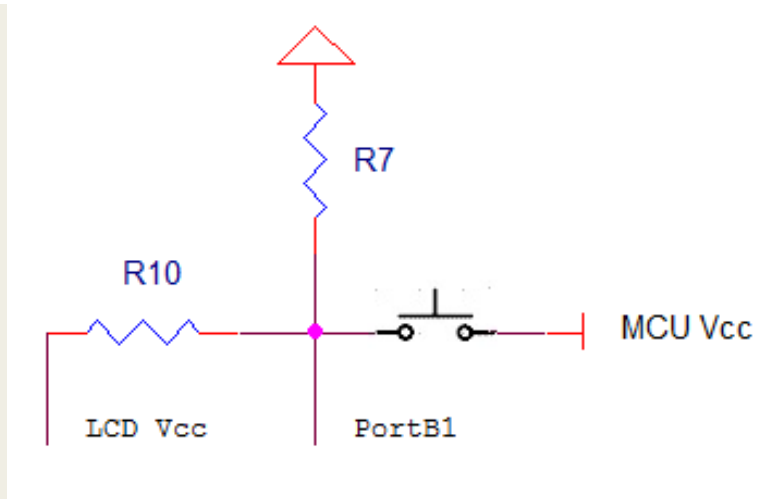 R7
R10
MCU Vcc
LCD Vcc
PortB1